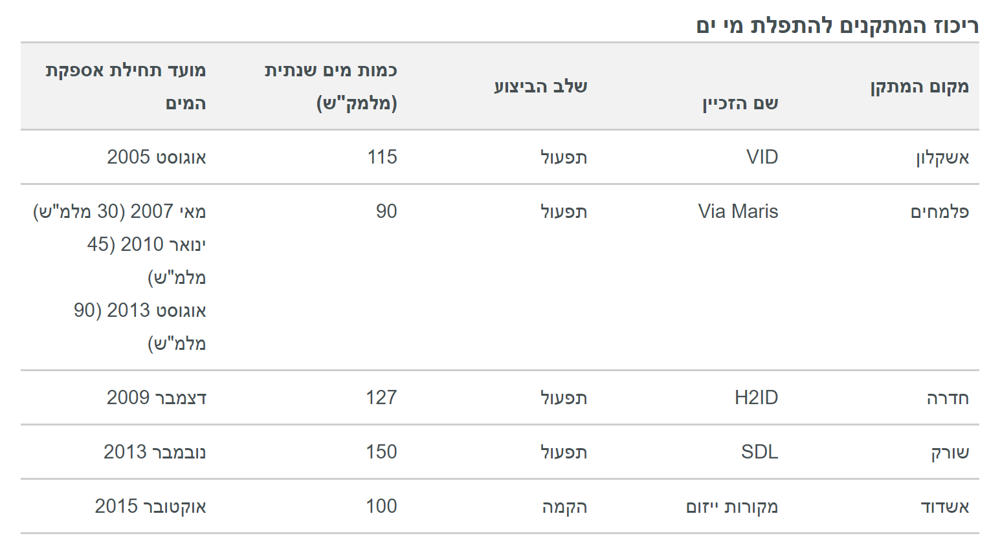 ריכוז המתקנים להתפלת מי ים
מקום המתקן שם הזכיין שלב הביצוע כמות מים שנתית (מלמק"ש) מועד תחילת אספקת המים
אשקלון VID תפעול 115 אוגוסט 2005
פלמחים Via Maris תפעול 90 מאי 2007 (30 מלמ"ש)
ינואר 2010 (45
מלמ"ש)
אוגוסט 2013 (90
מלמ"ש)
חדרה H2ID תפעול 127 דצמבר 2009
שורק SDL תפעול 150 נובמבר 2013
אשדוד מקורות ייזום הקמה 100 אוקטובר 2015